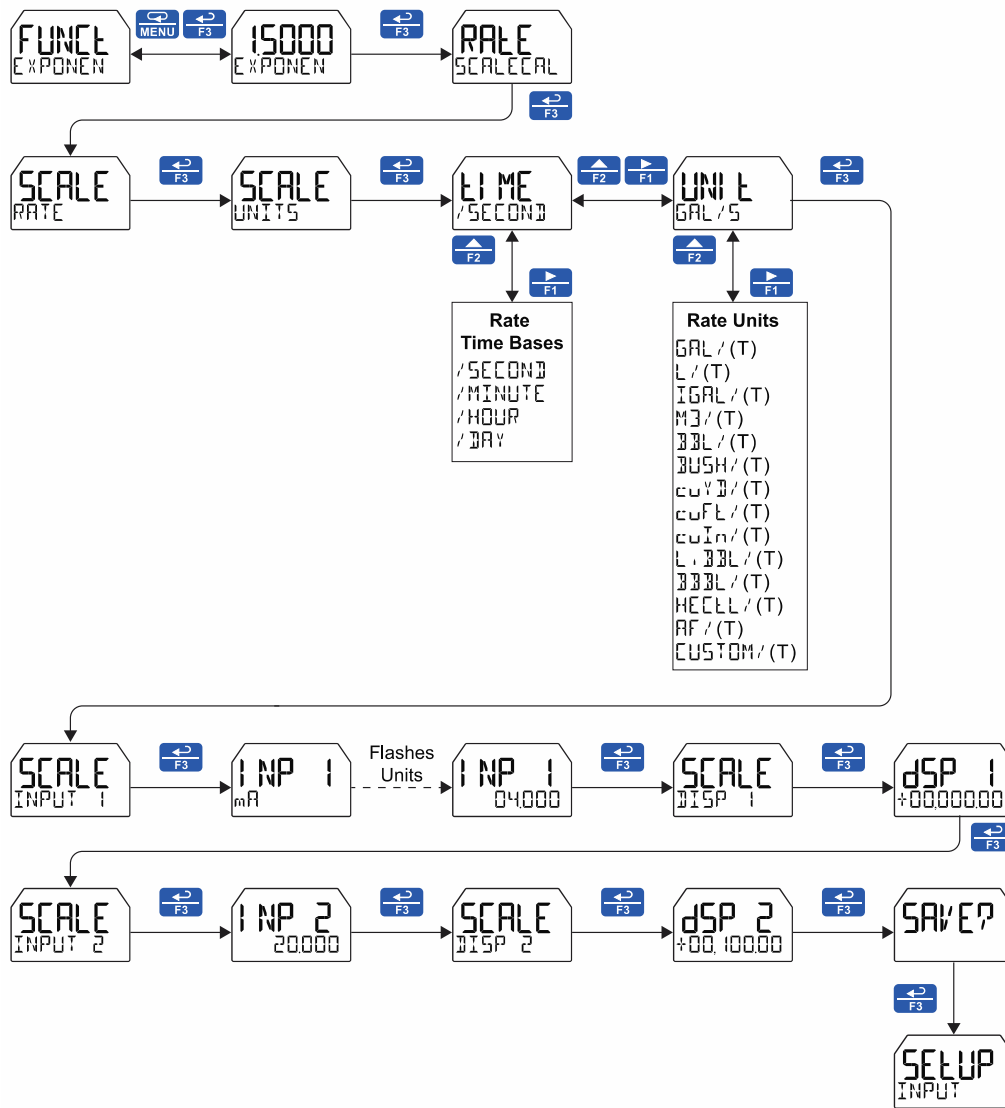 FUNCt
EXPONEN
MENU
F3
1.5000
EXPONEN
F3
RAtE
SCALECAL
F3
SCALE
RATE
F3
SCALE
UNITS
F3
tIME
/SECOND
F2
F1
UNIt
GAL/S
F3
F2
F1
F2
F1
Rate
Time Bases
/SECOND
/MINUTE
/HOUR
/DAY
Rate Units
GAL/(T)
L/(T)
IGAL/(T)
M3/(T)
BBL/(T)
BUSH/(T)
cuYD/(T)
cuFt/(T)
cuIn/(T)
LiBBL/(T)
BBBL/(T)
HECtL/(T)
AF/(T)
CUSTOM/(T)
SCALE
INPUT 1
F3
INP 1
mA
Flashes
Units
INP 1
04.000
F3
SCALE
DISP 1
F3
dSP 1
+00,000.00
F3
SCALE
INPUT 2
F3
INP 2
20.000
F3
SCALE
DISP 2
F3
dSP 2
+00,100.00
F3
SAVE?
F3
SEtUP
INPUT